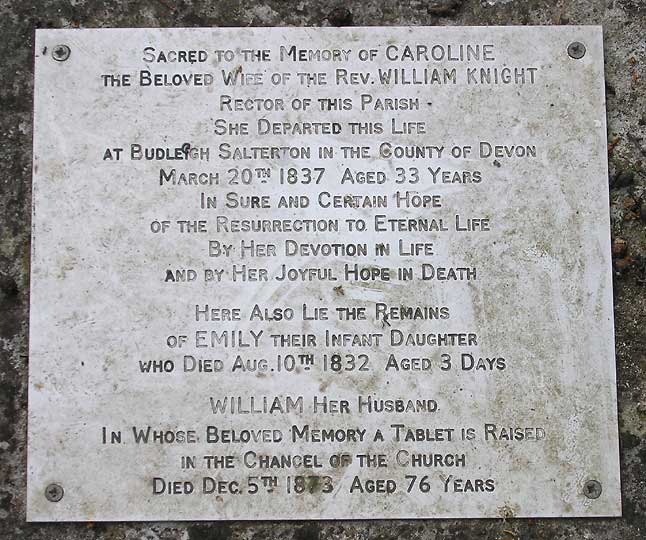 Sacred to the Memory of CAROLINE
the Beloved Wife of the Rev. WILLIAM KNIGHT
Rector of this Parish -
She Departed this Life
at Budleigh Salterton in the County of Devon
March 20TH 1837 Aged 33 Years
In Sure and Certain Hope
of the Resurrection to Eternal Life
By Her Devotion in Life
and by Her Joyful Hope in Death
Here Also Lie the Remains
of EMILY their Infant Daughter
who Died Aug. 10TH 1832 Aged 3 Days
WILLIAM Her Husband
In Whose Beloved Memory a Tablet is Raised
in the Chancel of the Church
Died Dec. 5TH 1873 Aged 76 Years